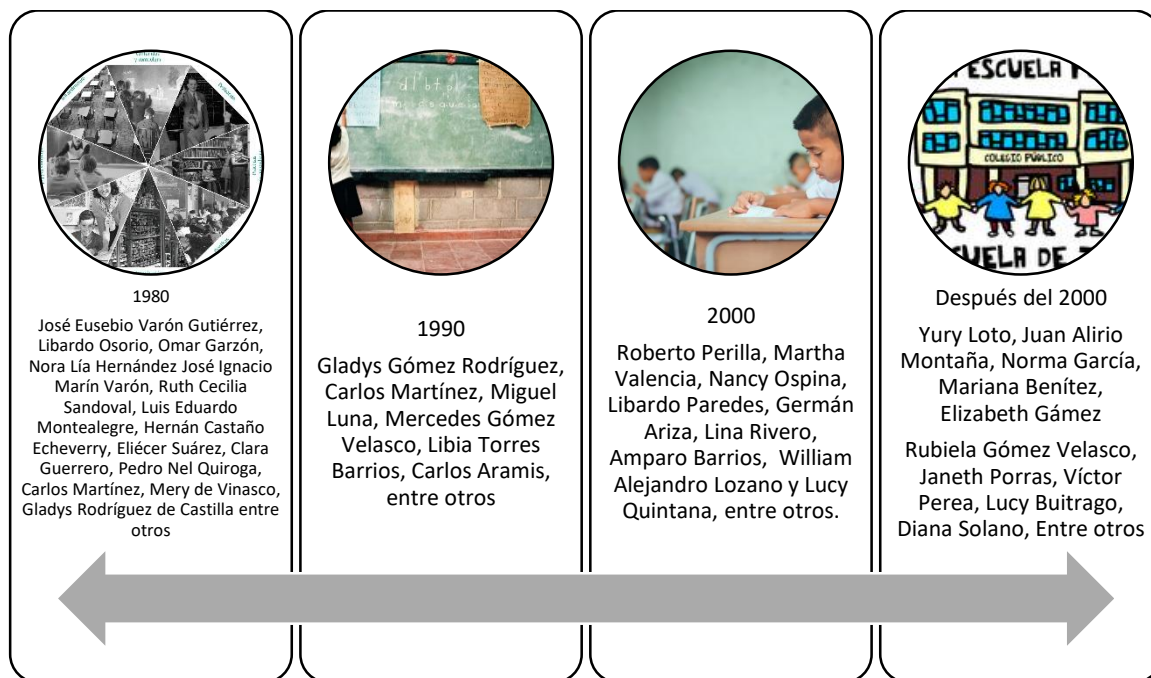 1980
José Eusebio Varón Gutiérrez,
Libardo Osorio, Omar Garzón,
Nora Lía Hernández José Ignacio
Marín Varón, Ruth Cecilia
Sandoval, Luis Eduardo
Montealegre, Hernán Castaño
Echeverry, Eliécer Suárez, Clara
Guerrero, Pedro Nel Quiroga,
Carlos Martínez, Mery de Vinasco,
Gladys Rodríguez de Castilla entre
otros
1990
Gladys Gómez Rodríguez,
Carlos Martínez, Miguel
Luna, Mercedes Gómez
Velasco, Libia Torres
Barrios, Carlos Aramis,
entre otros
2000
Roberto Perilla, Martha
Valencia, Nancy Ospina,
Libardo Paredes, Germán
Ariza, Lina Rivero,
Amparo Barrios, William
Alejandro Lozano y Lucy
Quintana, entre otros.
ESCUELA
COLEGIO PÚBLICO
DE
Después del 2000
Yury Loto, Juan Alirio
Montaña, Norma García,
Mariana Benítez,
Elizabeth Gámez
Rubiela Gómez Velasco,
Janeth Porras, Víctor
Perea, Lucy Buitrago,
Diana Solano, Entre otros